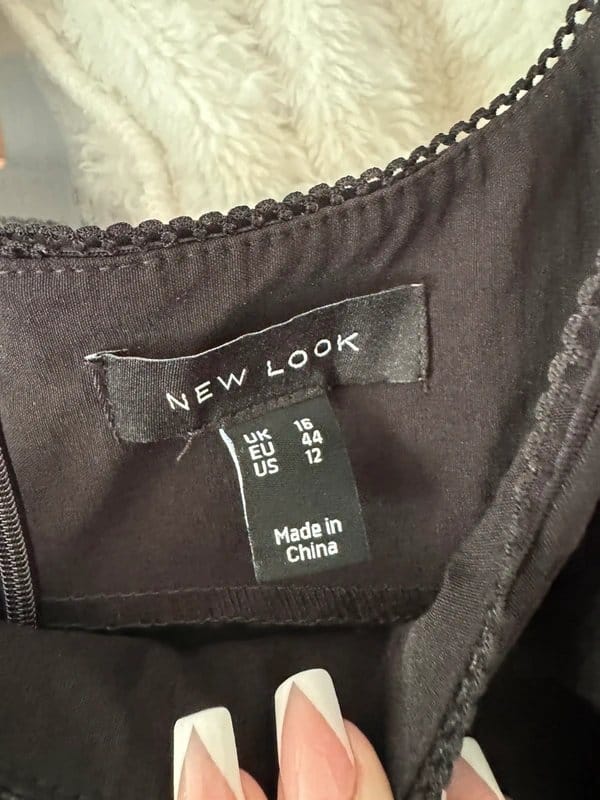 NEW LOOK
UK 16
EU 44
US 12
Made in
China